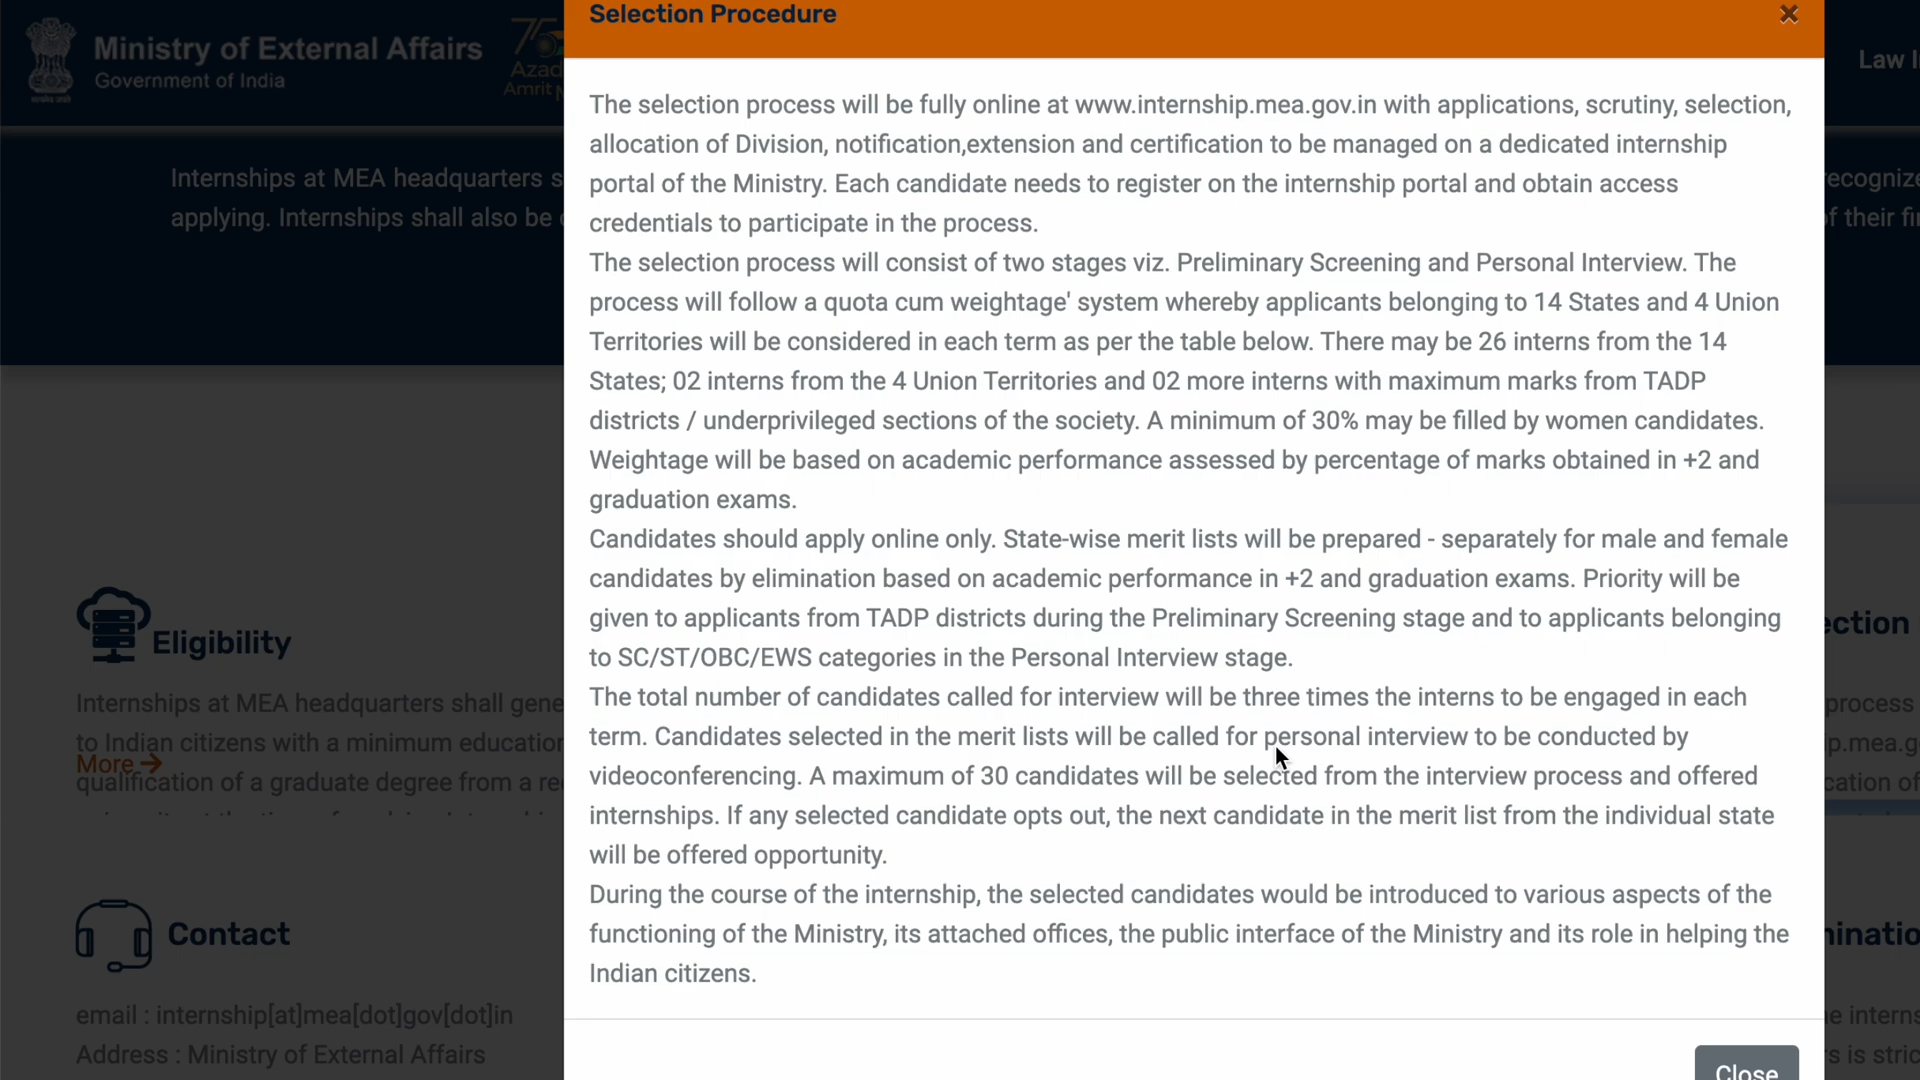 Selection Procedure
Ministry of External Affairs
Government of India
75
Azad
Amrit
Law
Internships at MEA headquarters s
applying. Internships shall also be
recognize
f their fi
The selection process will be fully online at www.internship.mea.gov.in with applications, scrutiny, selection,
allocation of Division, notification,extension and certification to be managed on a dedicated internship
portal of the Ministry. Each candidate needs to register on the internship portal and obtain access
credentials to participate in the process.
The selection process will consist of two stages viz. Preliminary Screening and Personal Interview. The
process will follow a quota cum weightage' system whereby applicants belonging to 14 States and 4 Union
Territories will be considered in each term as per the table below. There may be 26 interns from the 14
States; 02 interns from the 4 Union Territories and 02 more interns with maximum marks from TADP
districts / underprivileged sections of the society. A minimum of 30% may be filled by women candidates.
Weightage will be based on academic performance assessed by percentage of marks obtained in +2 and
graduation exams.
Candidates should apply online only. State-wise merit lists will be prepared - separately for male and female
candidates by elimination based on academic performance in +2 and graduation exams. Priority will be
given to applicants from TADP districts during the Preliminary Screening stage and to applicants belonging
to SC/ST/OBC/EWS categories in the Personal Interview stage.
The total number of candidates called for interview will be three times the interns to be engaged in each
term. Candidates selected in the merit lists will be called for personal interview to be conducted by
videoconferencing. A maximum of 30 candidates will be selected from the interview process and offered
internships. If any selected candidate opts out, the next candidate in the merit list from the individual state
will be offered opportunity.
During the course of the internship, the selected candidates would be introduced to various aspects of the
functioning of the Ministry, its attached offices, the public interface of the Ministry and its role in helping the
Indian citizens.
Close
Eligibility
Internships at MEA headquarters shall gene
to Indian citizens with a minimum education
More
qualification of a graduate degree from a re
Contact
email : internship[at]mea[dot]gov[dot]in
Address : Ministry of External Affairs
ection
process
p.mea.g
cation of
ninatio
e interns
s is stric